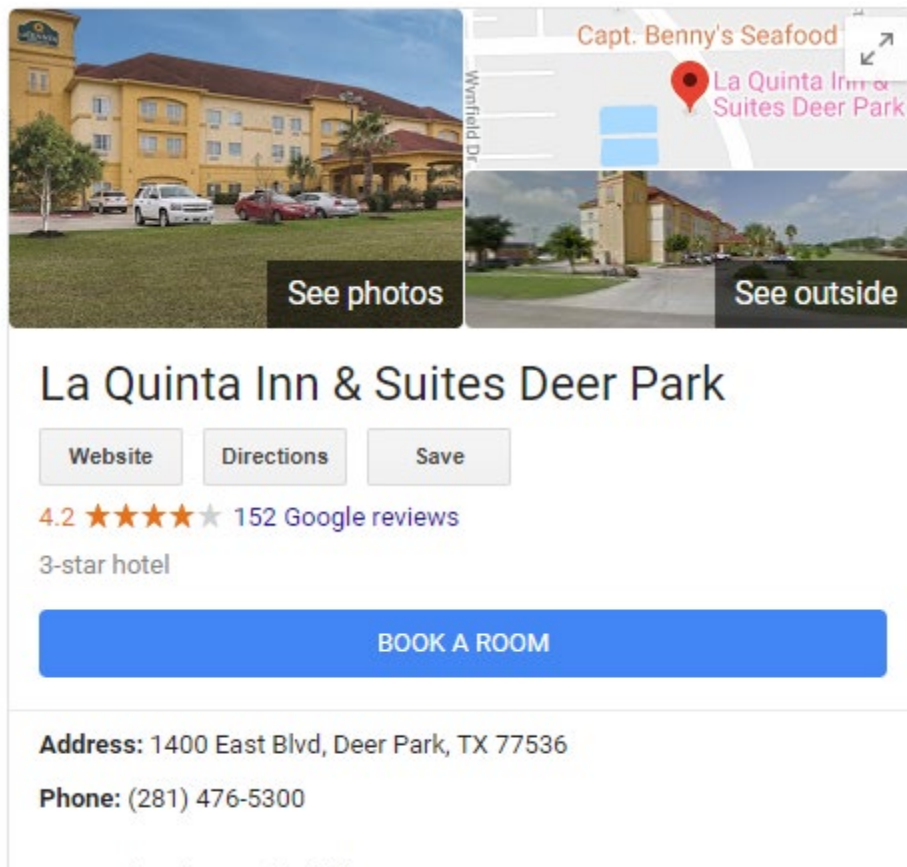 Capt. Benny's Seafood
La Quinta Inn &
Suites Deer Park
Wynfield Dr
See photos
See outside
La Quinta Inn & Suites Deer Park
Website
Directions
Save
4.2 ★★★★★ 152 Google reviews
3-star hotel
BOOK A ROOM
Address: 1400 East Blvd, Deer Park, TX 77536
Phone: (281) 476-5300